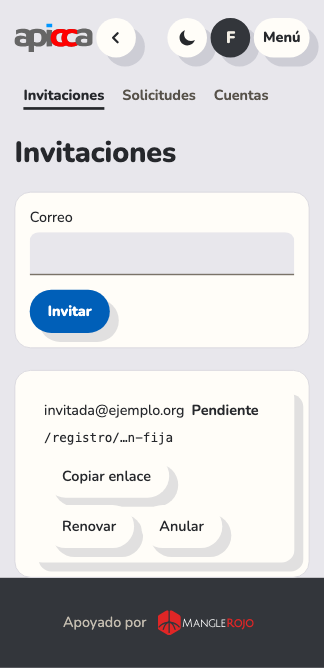 apicca
F
Menú
Invitaciones Solicitudes Cuentas
Invitaciones
Correo
Invitar
invitada@ejemplo.org Pendiente
/registro/…n-fija
Copiar enlace
Renovar Anular
Apoyado por MANGLEROJO